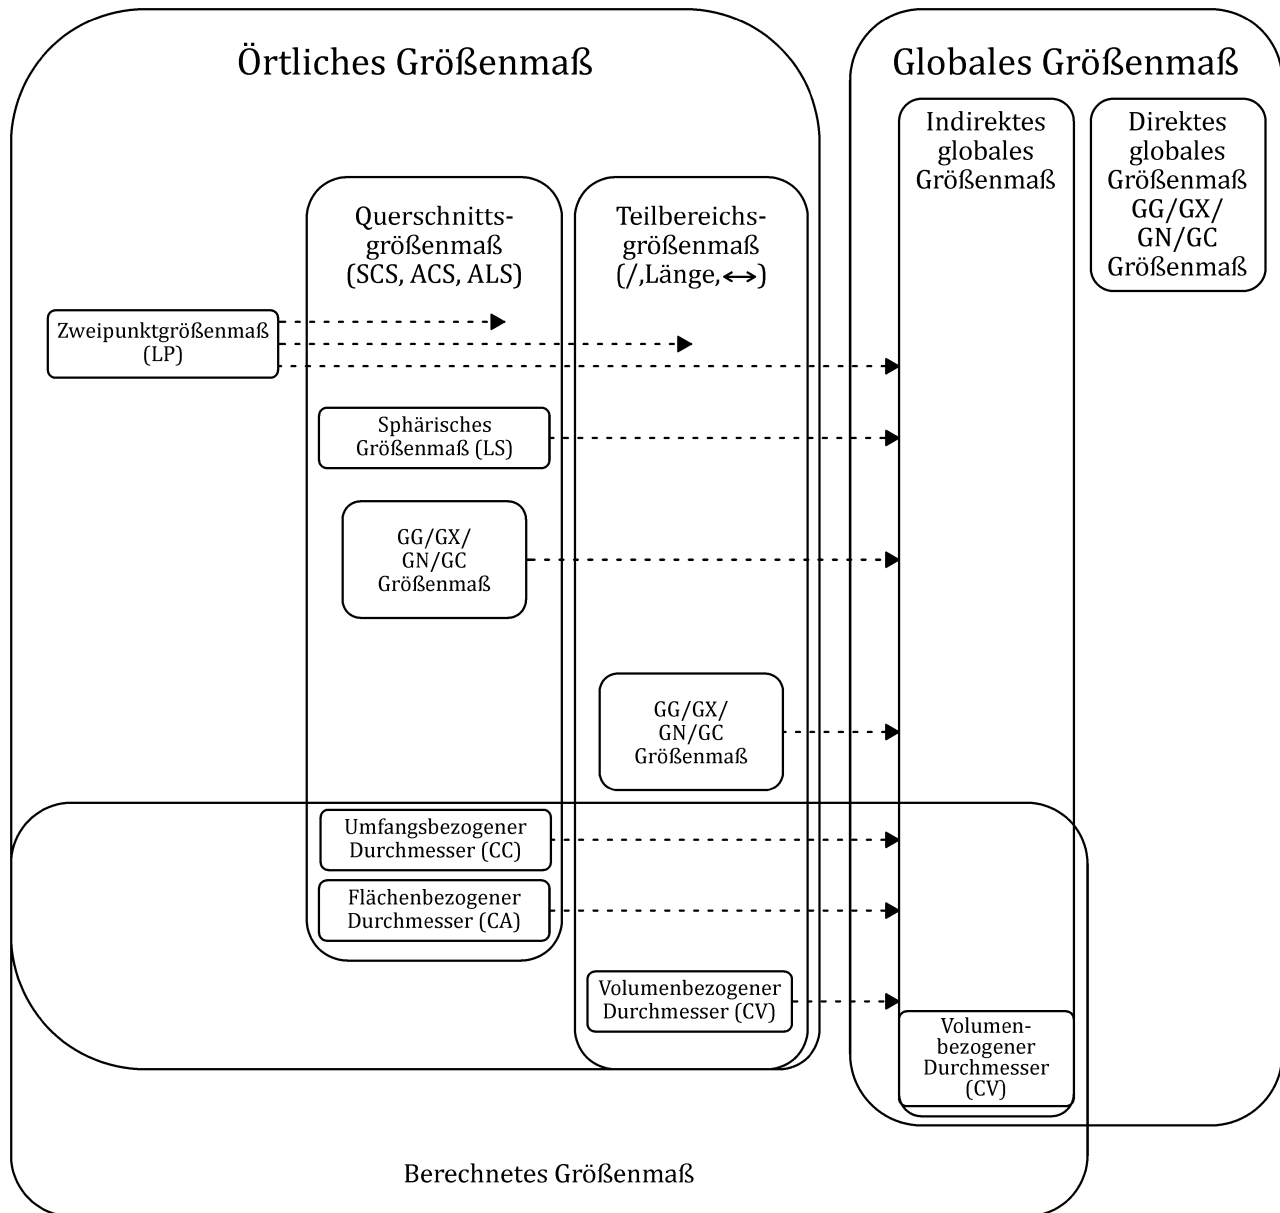 Örtliches Größenmaß
Globales Größenmaß
Indirektes
globales
Größenmaß
Direktes
globales
Größenmaß
GG/GX/
GN/GC
Größenmaß
Querschnitts-
größenmaß
(SCS, ACS, ALS)
Teilbereichs-
größenmaß
(/,Länge,↔)
Zweipunktgrößenmaß
(LP)
Sphärisches
Größenmaß (LS)
GG/GX/
GN/GC
Größenmaß
GG/GX/
GN/GC
Größenmaß
Umfangsbezogener
Durchmesser (CC)
Flächenbezogener
Durchmesser (CA)
Volumenbezogener
Durchmesser (CV)
Volumen-
bezogener
Durchmesser
(CV)
Berechnetes Größenmaß